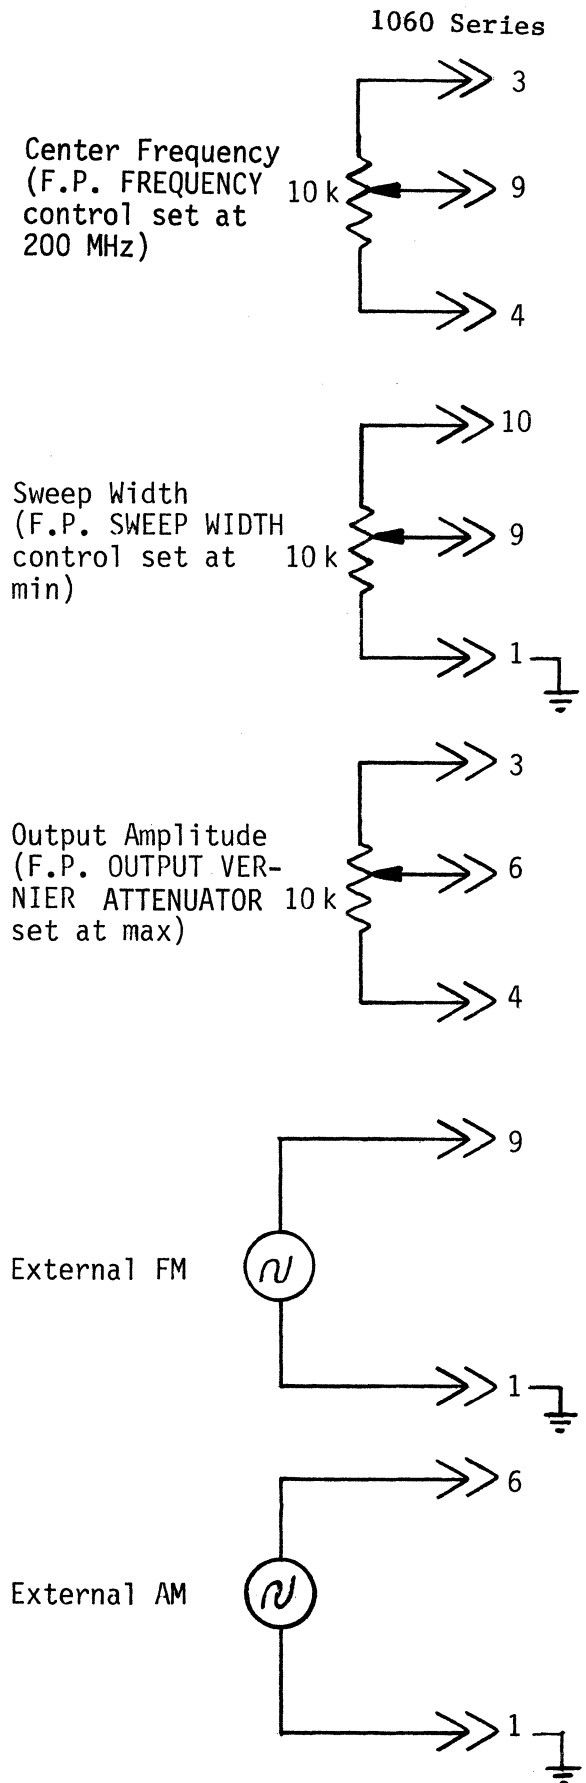 1060 Series
3
Center Frequency
(F.P. FREQUENCY
control set at
200 MHz)
10 k
9
4
10
Sweep Width
(F.P. SWEEP WIDTH
control set at
min)
10 k
9
1
3
Output Amplitude
(F.P. OUTPUT VER-
NIER ATTENUATOR
set at max)
10 k
6
4
9
External FM
1
6
External AM
1